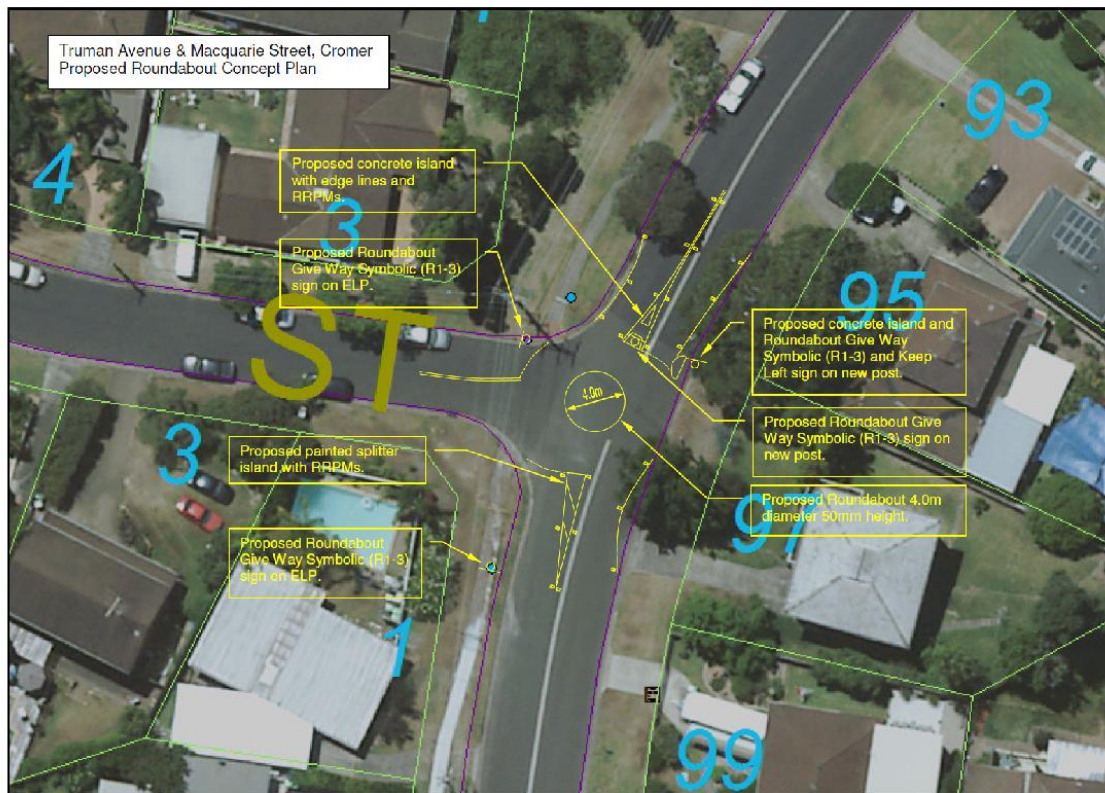 Truman Avenue & Macquarie Street, Cromer
Proposed Roundabout Concept Plan
93
4
Proposed concrete island
with edge lines and
RRPMs.
3
Proposed Roundabout
Give Way Symbolic (R1-3)
sign on ELP.
95
ST
Proposed concrete island and
Roundabout Give Way
Symbolic (R1-3) and Keep
Left sign on new post.
4.0m
Proposed Roundabout Give
Way Symbolic (R1-3) sign on
new post.
3
Proposed painted splitter
island with RRPMs.
Proposed Roundabout 4.0m
diameter 50mm height.
97
Proposed Roundabout
Give Way Symbolic (R1-3)
sign on ELP.
1
99